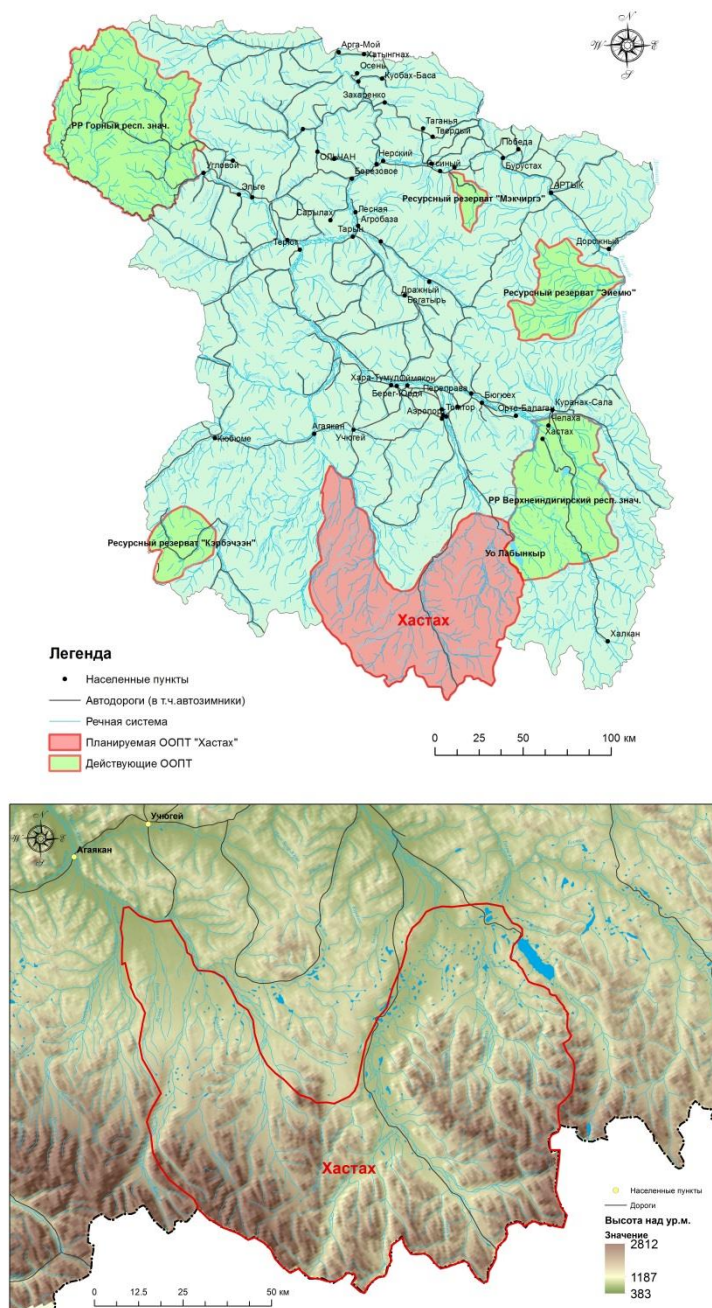 N
W E
S
Арга-Мой
Хатыннах
Осень
Куобах-Баса
Захаренко
Таганья
Твердый
Победа
РР Горный респ. знач.
ОЛЬЧАН
Нерский
Бурустах
Угловой
Березовое
Ресурсный резерват "Мэкчиргэ"
АРТЫК
Эльге
Сарылах
Лесная
Агробаза
Тарын
Дорожный
Терют
Дражный
Богатырь
Ресурсный резерват "Эйемю"
Хара-Тумул
Оймякон
Переправа
Берег-Юрдя
Бюгюех
Куранах-Сала
Аэропорт
Томтор
Орто-Балаган
Челаха
Агаякан
Учюгей
Хастах
Кюбюме
РР Верхнеиндигирский респ. знач.
Ресурсный резерват "Кэрбэчээн"
Уо Лабынкыр
Хастах
Халкан
Легенда
Населенные пункты
Автодороги (в т.ч.автозимники)
Речная система
Планируемая ООПТ "Хастах"
Действующие ООПТ
0 25 50 100 км
N
W E
S
Учюгей
Агаякан
Хастах
Населенные пункты
Дороги
Высота над ур.м.
Значение
2812
1187
383
0 12.5 25 50 км